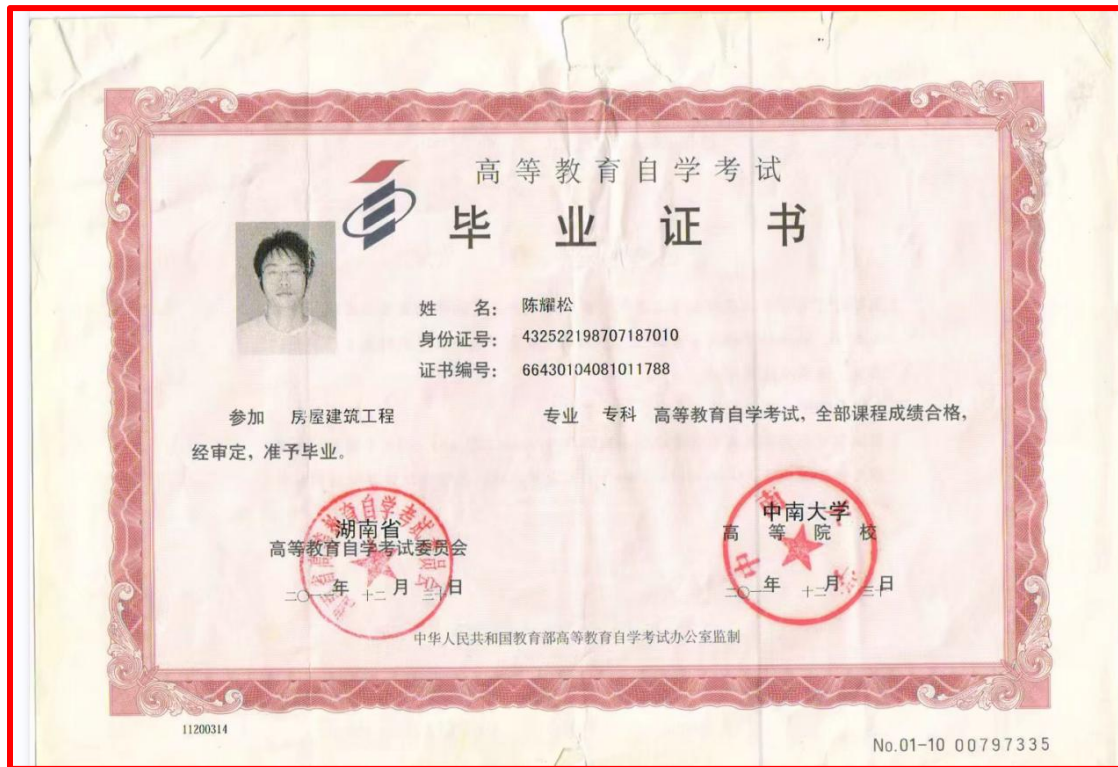 高等教育自学考试
毕业证书
姓 名: 陈耀松
身份证号: 432522198707187010
证书编号: 66430104081011788
参加 房屋建筑工程 专业 专科 高等教育自学考试, 全部课程成绩合格,
经审定, 准予毕业。
湖南省
高等教育自学考试委员会
年 十二 月 三十 日
中南大学
高等院校
年 十二 月 三十 日
中华人民共和国教育部高等教育自学考试办公室监制
11200314
No.01-10 00797335